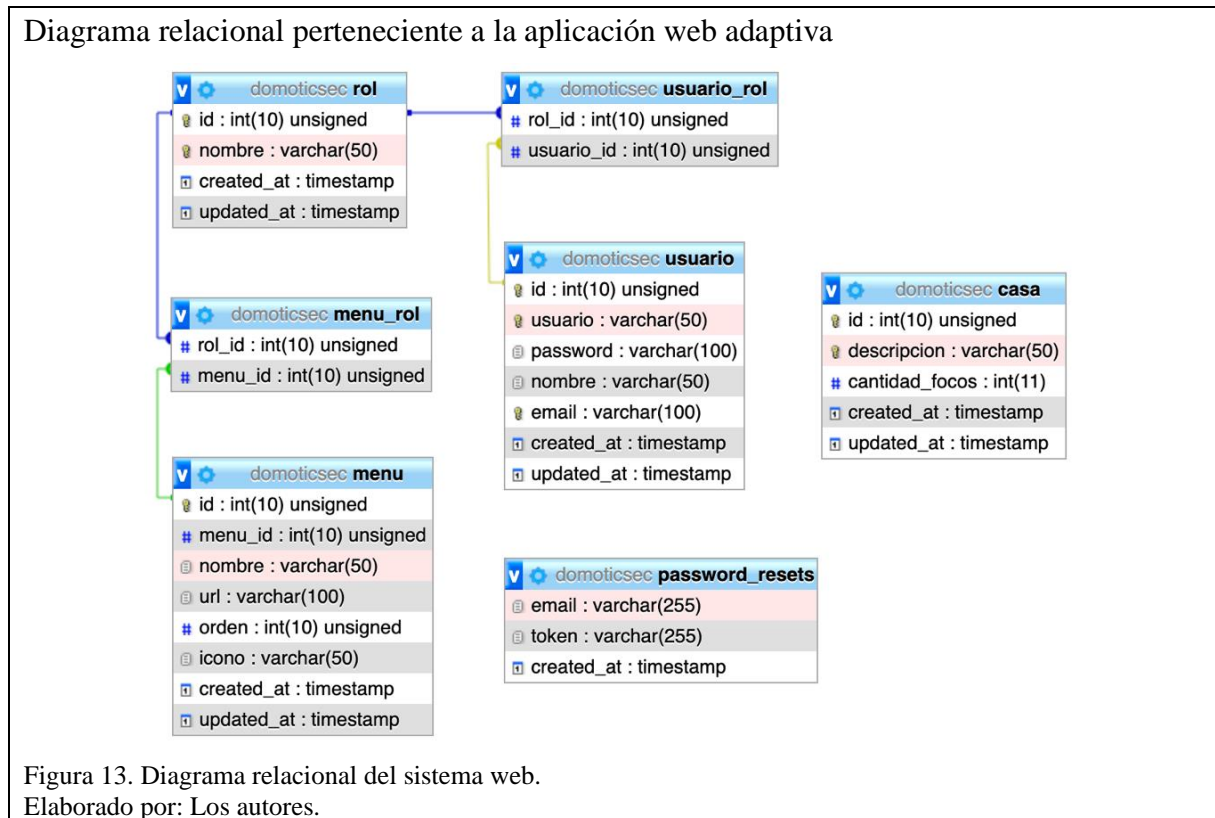 Diagrama relacional perteneciente a la aplicación web adaptiva
domoticsec rol
id : int(10) unsigned
nombre : varchar(50)
created_at : timestamp
updated_at : timestamp
domoticsec usuario_rol
rol_id : int(10) unsigned
usuario_id : int(10) unsigned
domoticsec usuario
id : int(10) unsigned
usuario : varchar(50)
password : varchar(100)
nombre : varchar(50)
email : varchar(100)
created_at : timestamp
updated_at : timestamp
domoticsec casa
id : int(10) unsigned
descripcion : varchar(50)
# cantidad_focos : int(11)
created_at : timestamp
updated_at : timestamp
domoticsec menu_rol
# rol_id : int(10) unsigned
# menu_id : int(10) unsigned
domoticsec menu
id : int(10) unsigned
# menu_id : int(10) unsigned
nombre : varchar(50)
url : varchar(100)
# orden : int(10) unsigned
icono : varchar(50)
created_at : timestamp
updated_at : timestamp
domoticsec password_resets
email : varchar(255)
token : varchar(255)
created_at : timestamp
Figura 13. Diagrama relacional del sistema web.
Elaborado por: Los autores.